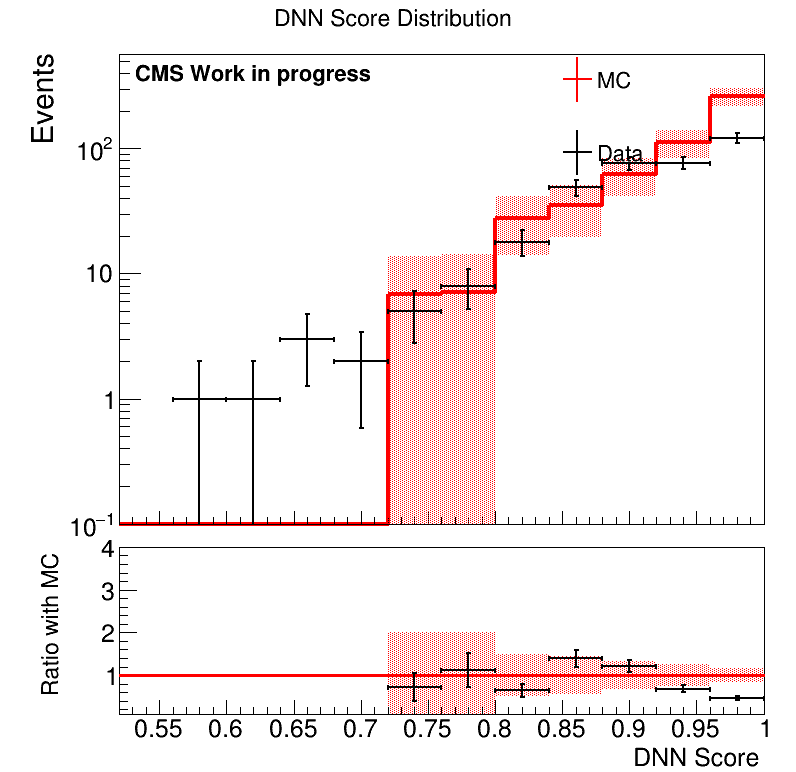 DNN Score Distribution
Events
CMS Work in progress
MC
Data
10²
10
1
10⁻¹
Ratio with MC
4
3
2
1
0.55 0.6 0.65 0.7 0.75 0.8 0.85 0.9 0.95 1
DNN Score